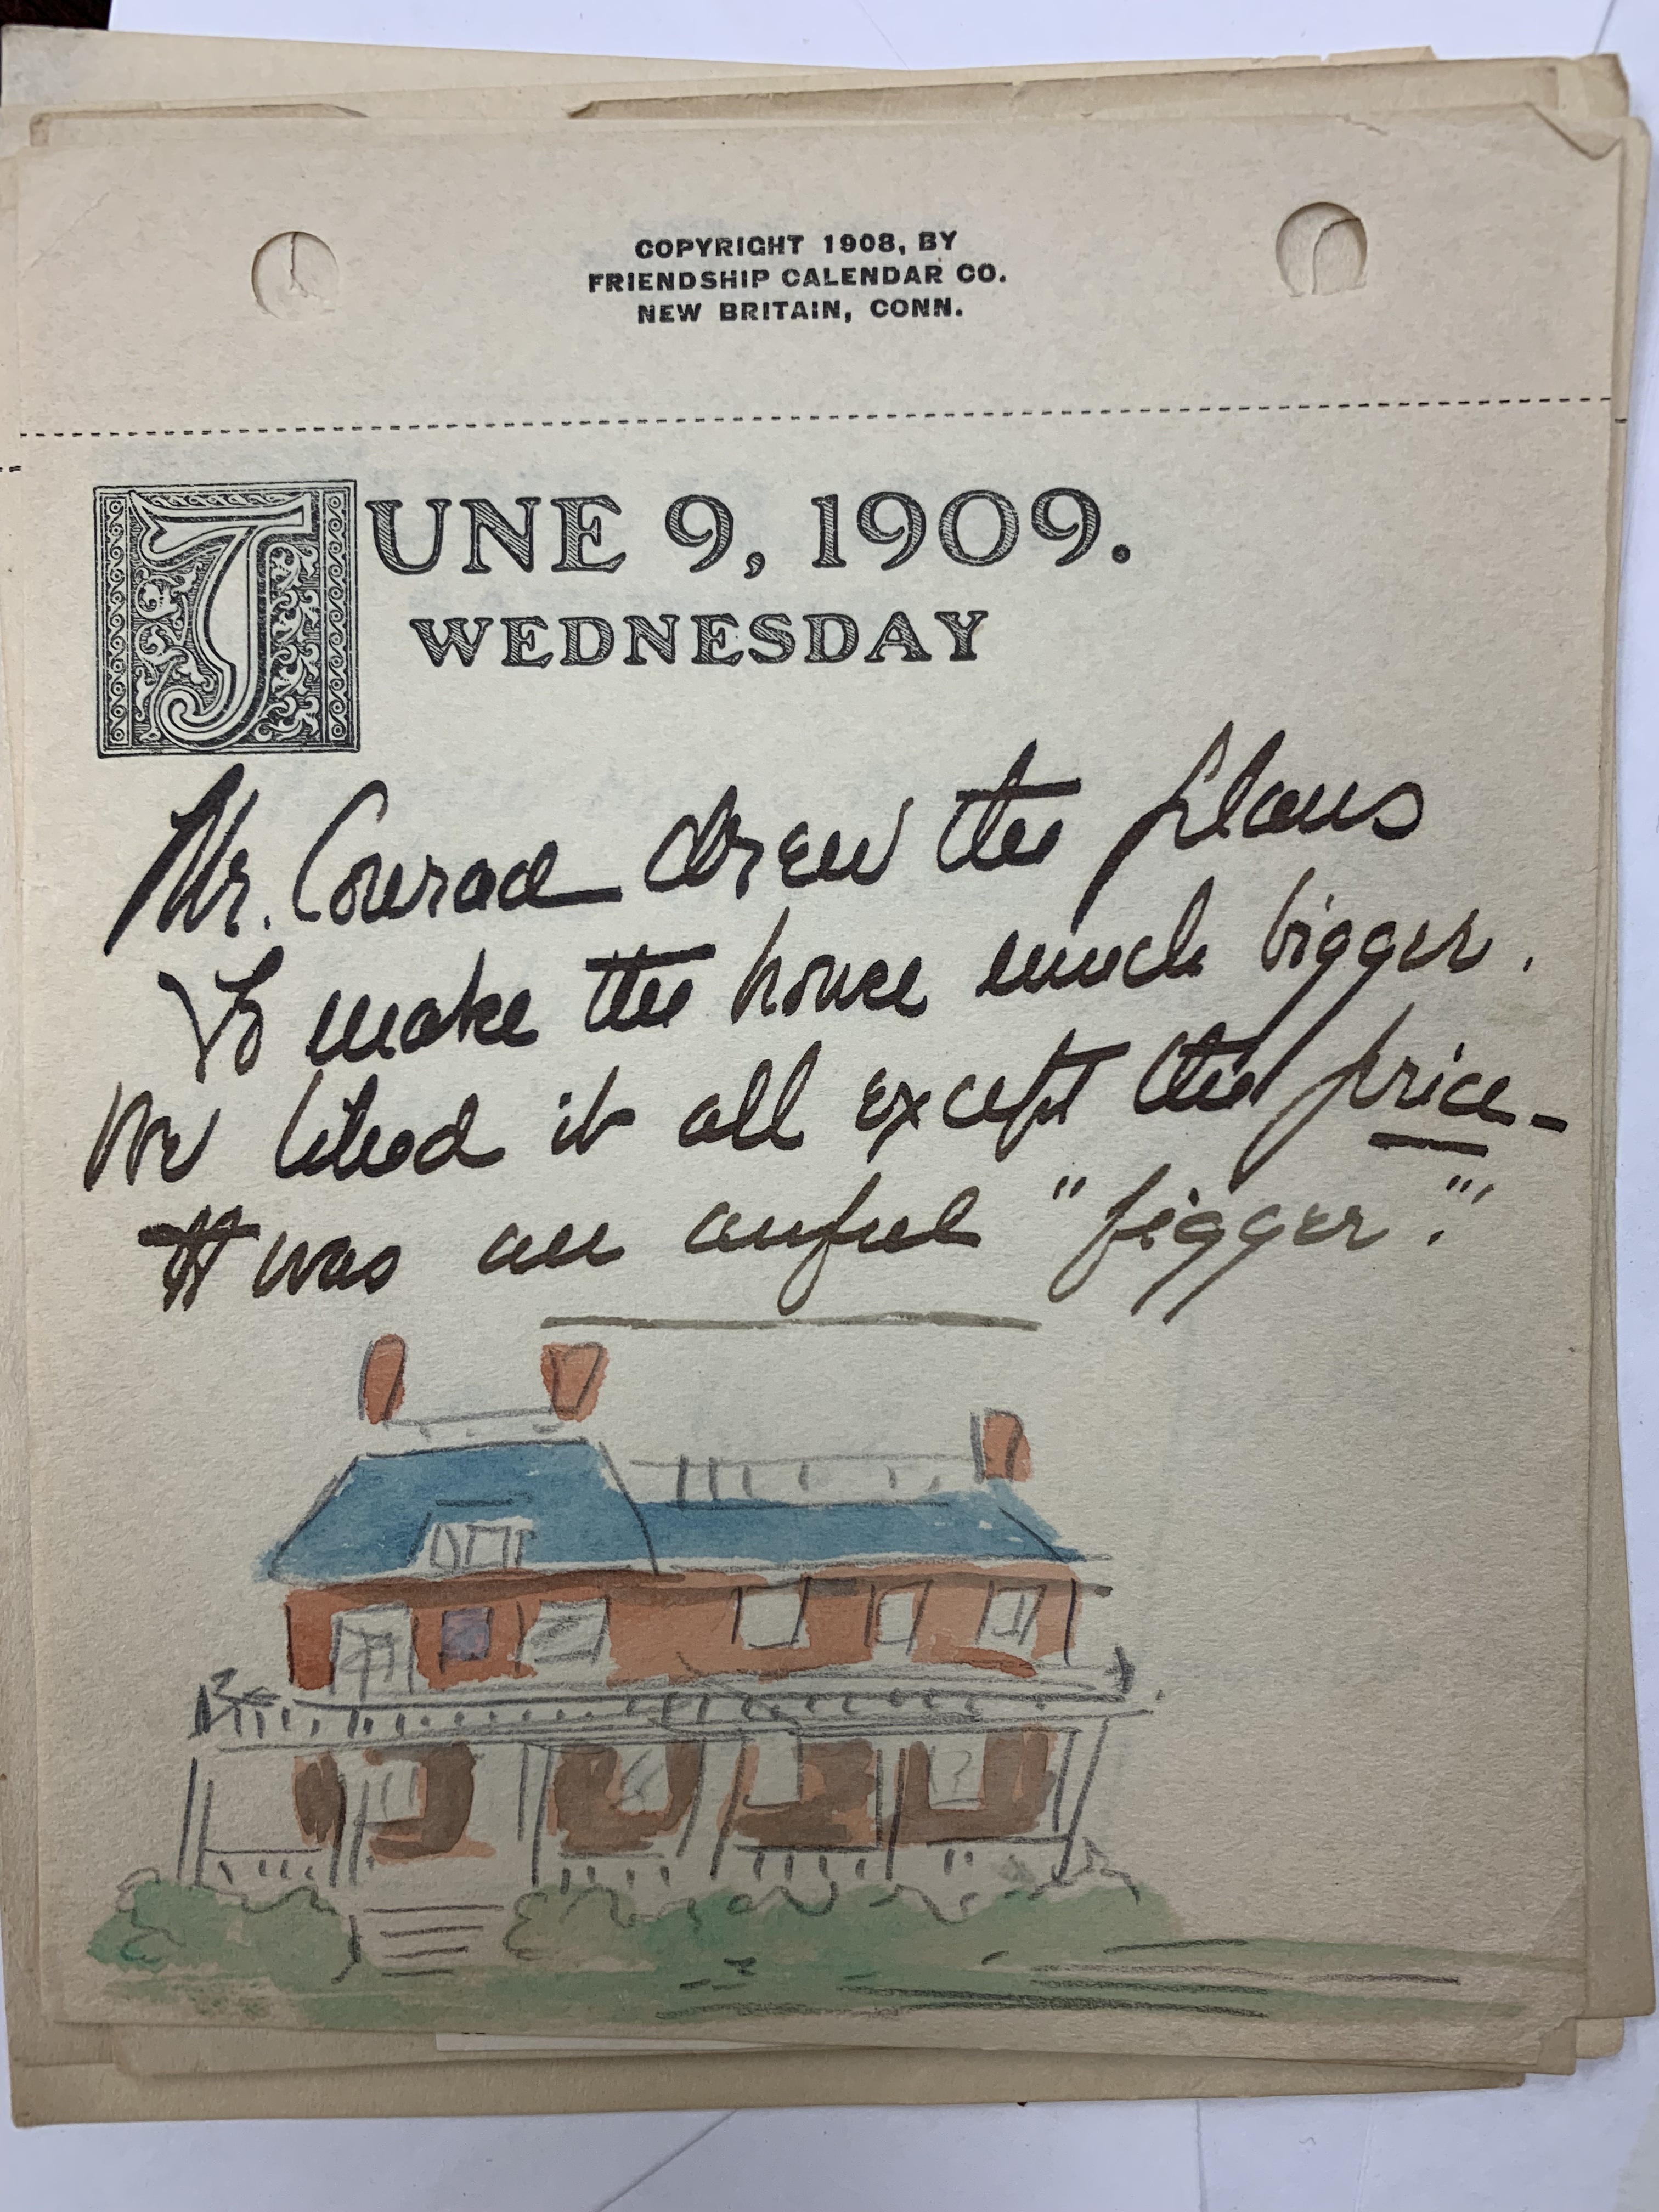 COPYRIGHT 1908, BY
FRIENDSHIP CALENDAR CO.
NEW BRITAIN, CONN.
JUNE 9, 1909.
WEDNESDAY
Mr. Conrad drew the plans
To make the house much bigger.
We liked it all except the price-
It was an awful "figger".